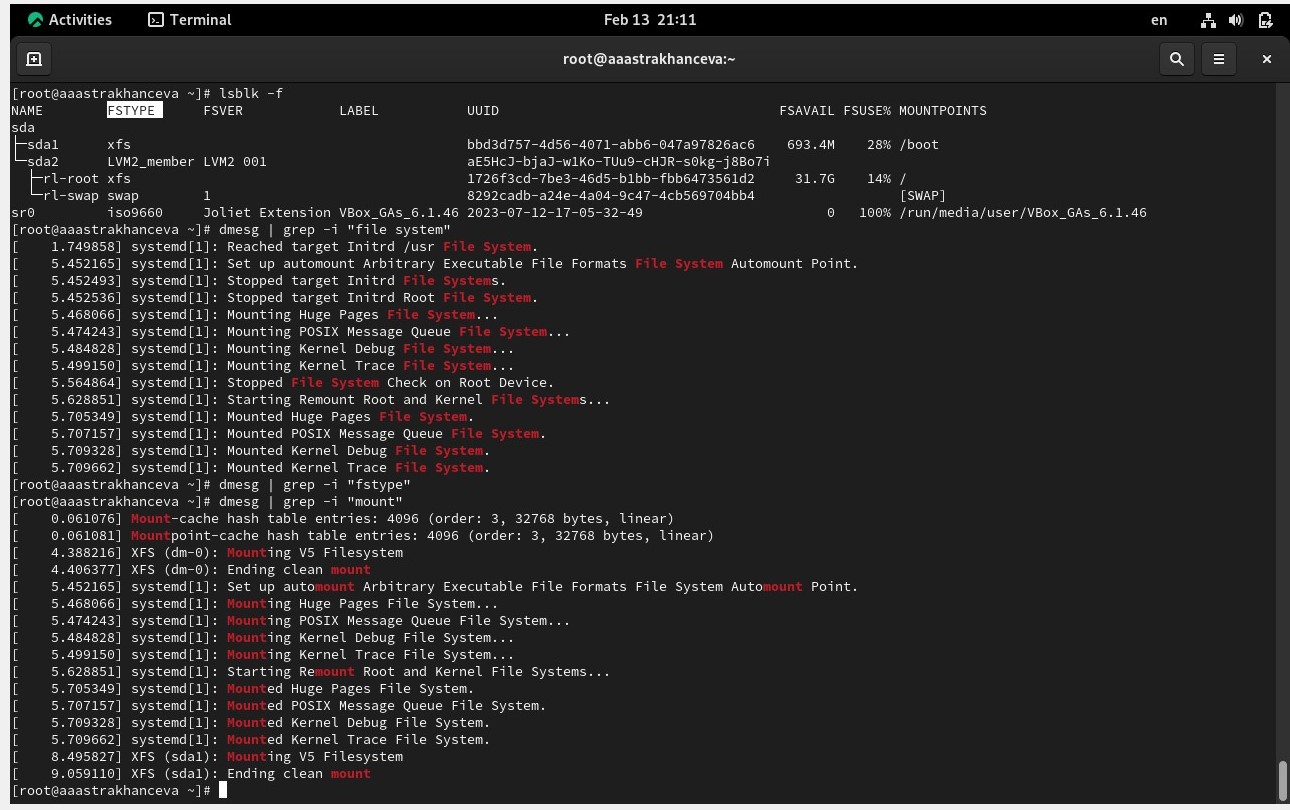 Activities Terminal Feb 13 21:11 en
root@aaastrakhanceva:~
[root@aaastrakhanceva ~]# lsblk -f
NAME FSTYPE FSVER LABEL UUID FSAVAIL FSUSE% MOUNTPOINTS
sda
├─sda1 xfs bbd3d757-4d56-4071-abb6-047a97826ac6 693.4M 28% /boot
└─sda2 LVM2_member LVM2 001 aE5HcJ-bjaJ-w1Ko-TUu9-cHJR-s0kg-j8Bo7i
├─rl-root xfs 1726f3cd-7be3-46d5-b1bb-fbb6473561d2 31.7G 14% /
└─rl-swap swap 1 8292cadb-a24e-4a04-9c47-4cb569704bb4 [SWAP]
sr0 iso9660 Joliet Extension VBox_GAs_6.1.46 2023-07-12-17-05-32-49 0 100% /run/media/user/VBox_GAs_6.1.46
[root@aaastrakhanceva ~]# dmesg | grep -i "file system"
[ 1.749858] systemd[1]: Reached target Initrd /usr File System.
[ 5.452165] systemd[1]: Set up automount Arbitrary Executable File Formats File System Automount Point.
[ 5.452493] systemd[1]: Stopped target Initrd File Systems.
[ 5.452536] systemd[1]: Stopped target Initrd Root File System.
[ 5.468066] systemd[1]: Mounting Huge Pages File System...
[ 5.474243] systemd[1]: Mounting POSIX Message Queue File System...
[ 5.484828] systemd[1]: Mounting Kernel Debug File System...
[ 5.499150] systemd[1]: Mounting Kernel Trace File System...
[ 5.564864] systemd[1]: Stopped File System Check on Root Device.
[ 5.628851] systemd[1]: Starting Remount Root and Kernel File Systems...
[ 5.705349] systemd[1]: Mounted Huge Pages File System.
[ 5.707157] systemd[1]: Mounted POSIX Message Queue File System.
[ 5.709328] systemd[1]: Mounted Kernel Debug File System.
[ 5.709662] systemd[1]: Mounted Kernel Trace File System.
[root@aaastrakhanceva ~]# dmesg | grep -i "fstype"
[root@aaastrakhanceva ~]# dmesg | grep -i "mount"
[ 0.061076] Mount-cache hash table entries: 4096 (order: 3, 32768 bytes, linear)
[ 0.061081] Mountpoint-cache hash table entries: 4096 (order: 3, 32768 bytes, linear)
[ 4.388216] XFS (dm-0): Mounting V5 Filesystem
[ 4.406377] XFS (dm-0): Ending clean mount
[ 5.452165] systemd[1]: Set up automount Arbitrary Executable File Formats File System Automount Point.
[ 5.468066] systemd[1]: Mounting Huge Pages File System...
[ 5.474243] systemd[1]: Mounting POSIX Message Queue File System...
[ 5.484828] systemd[1]: Mounting Kernel Debug File System...
[ 5.499150] systemd[1]: Mounting Kernel Trace File System...
[ 5.628851] systemd[1]: Starting Remount Root and Kernel File Systems...
[ 5.705349] systemd[1]: Mounted Huge Pages File System.
[ 5.707157] systemd[1]: Mounted POSIX Message Queue File System.
[ 5.709328] systemd[1]: Mounted Kernel Debug File System.
[ 5.709662] systemd[1]: Mounted Kernel Trace File System.
[ 8.495827] XFS (sda1): Mounting V5 Filesystem
[ 9.059110] XFS (sda1): Ending clean mount
[root@aaastrakhanceva ~]#